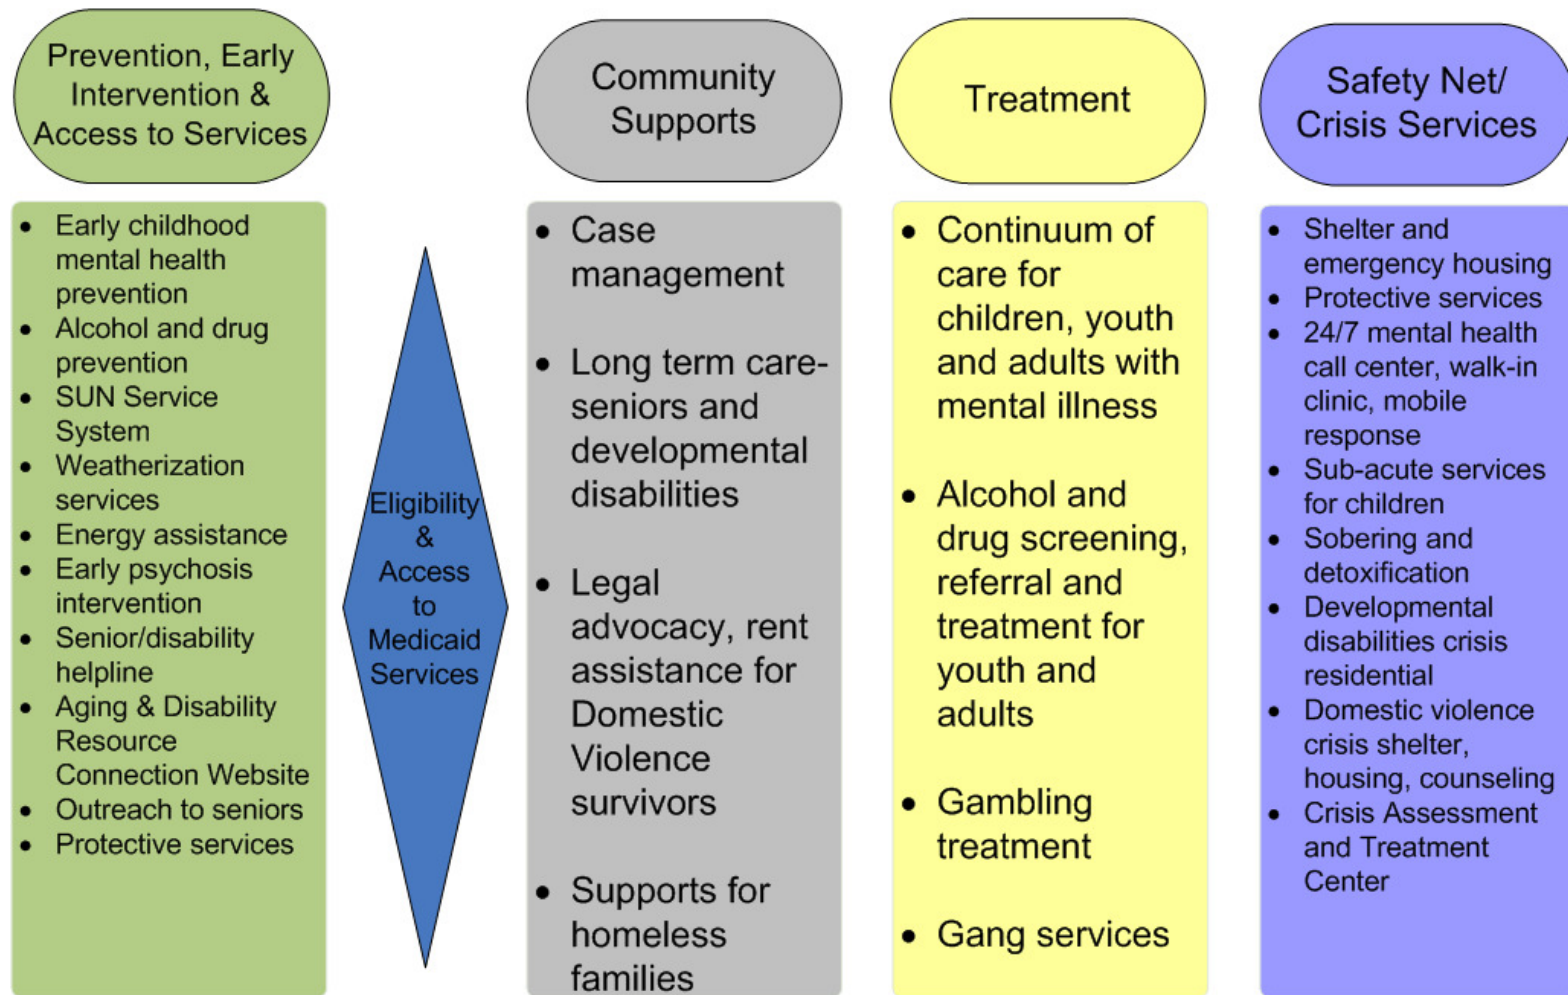 Prevention, Early
Intervention &
Access to Services
• Early childhood
mental health
prevention
• Alcohol and drug
prevention
• SUN Service
System
• Weatherization
services
• Energy assistance
• Early psychosis
intervention
• Senior/disability
helpline
• Aging & Disability
Resource
Connection Website
• Outreach to seniors
• Protective services
Eligibility
&
Access
to
Medicaid
Services
Community
Supports
• Case
management
• Long term care-
seniors and
developmental
disabilities
• Legal
advocacy, rent
assistance for
Domestic
Violence
survivors
• Supports for
homeless
families
Treatment
• Continuum of
care for
children, youth
and adults with
mental illness
• Alcohol and
drug screening,
referral and
treatment for
youth and
adults
• Gambling
treatment
• Gang services
Safety Net/
Crisis Services
• Shelter and
emergency housing
• Protective services
• 24/7 mental health
call center, walk-in
clinic, mobile
response
• Sub-acute services
for children
• Sobering and
detoxification
• Developmental
disabilities crisis
residential
• Domestic violence
crisis shelter,
housing, counseling
• Crisis Assessment
and Treatment
Center